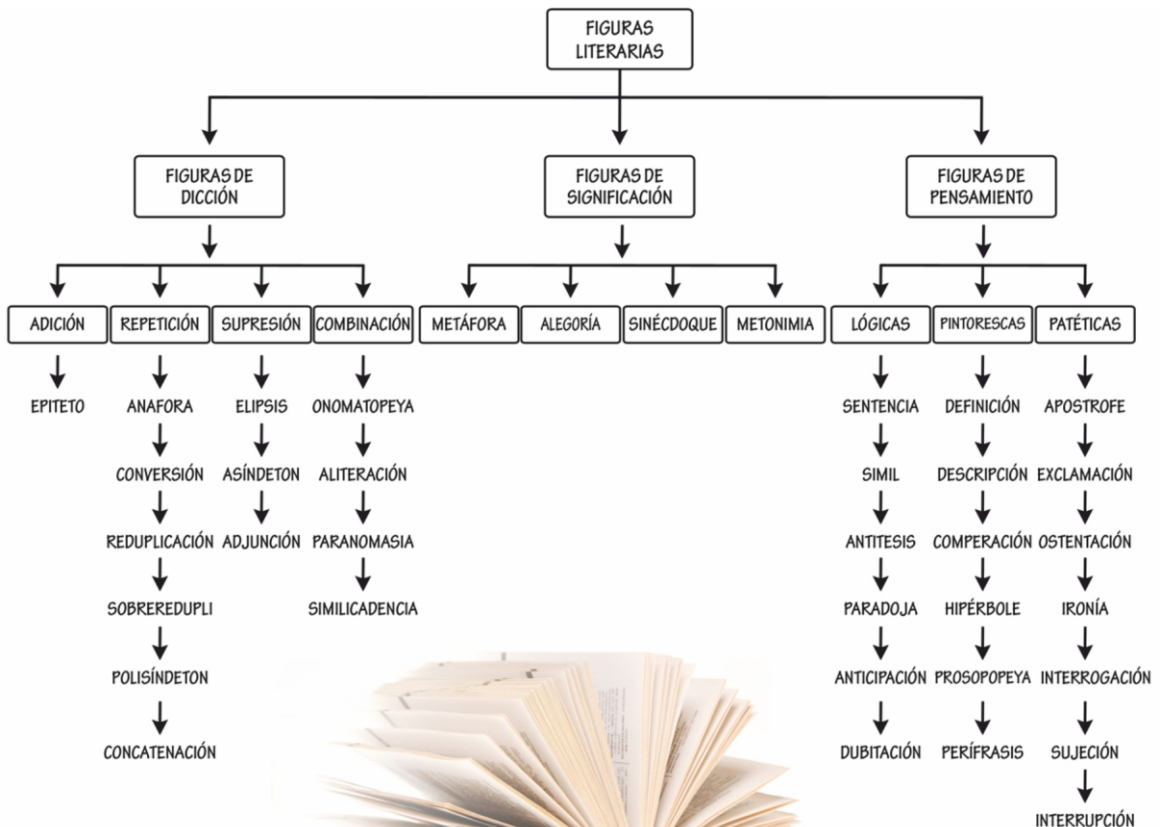 FIGURAS
LITERARIAS
FIGURAS DE
DICCIÓN
FIGURAS DE
SIGNIFICACIÓN
FIGURAS DE
PENSAMIENTO
ADICIÓN
REPETICIÓN
SUPRESIÓN
COMBINACIÓN
METÁFORA
ALEGORÍA
SINÉCDOQUE
METONIMIA
LÓGICAS
PINTORESCAS
PATÉTICAS
EPITETO
ANAFORA
ELIPSIS
ONOMATOPEYA
SENTENCIA
DEFINICIÓN
APOSTROFE
CONVERSIÓN
ASÍNDETON
ALITERACIÓN
SIMIL
DESCRIPCIÓN
EXCLAMACIÓN
REDUPLICACIÓN
ADJUNCIÓN
PARANOMASIA
ANTITESIS
COMPERACIÓN
OSTENTACIÓN
SOBREREDUPLI
SIMILICADENCIA
PARADOJA
HIPÉRBOLE
IRONÍA
POLISÍNDETON
ANTICIPACIÓN
PROSOPOPEYA
INTERROGACIÓN
CONCATENACIÓN
DUBITACIÓN
PERÍFRASIS
SUJECIÓN
INTERRUPCIÓN